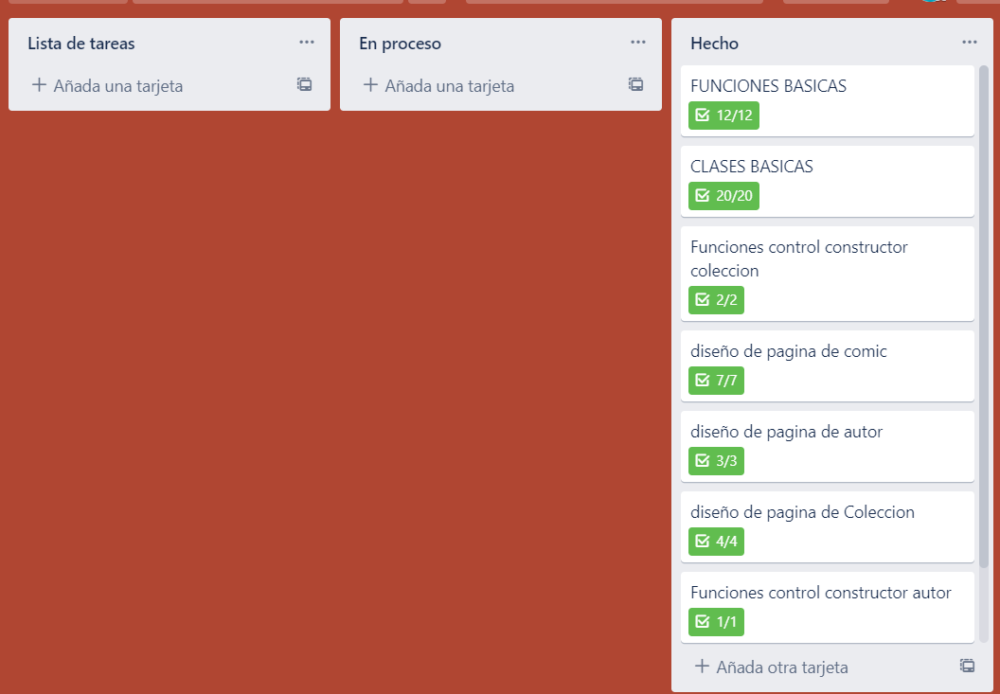 Lista de tareas
Añada una tarjeta
En proceso
Añada una tarjeta
Hecho
FUNCIONES BASICAS
12/12
CLASES BASICAS
20/20
Funciones control constructor
coleccion
2/2
diseño de pagina de comic
7/7
diseño de pagina de autor
3/3
diseño de pagina de Coleccion
4/4
Funciones control constructor autor
1/1
Añada otra tarjeta